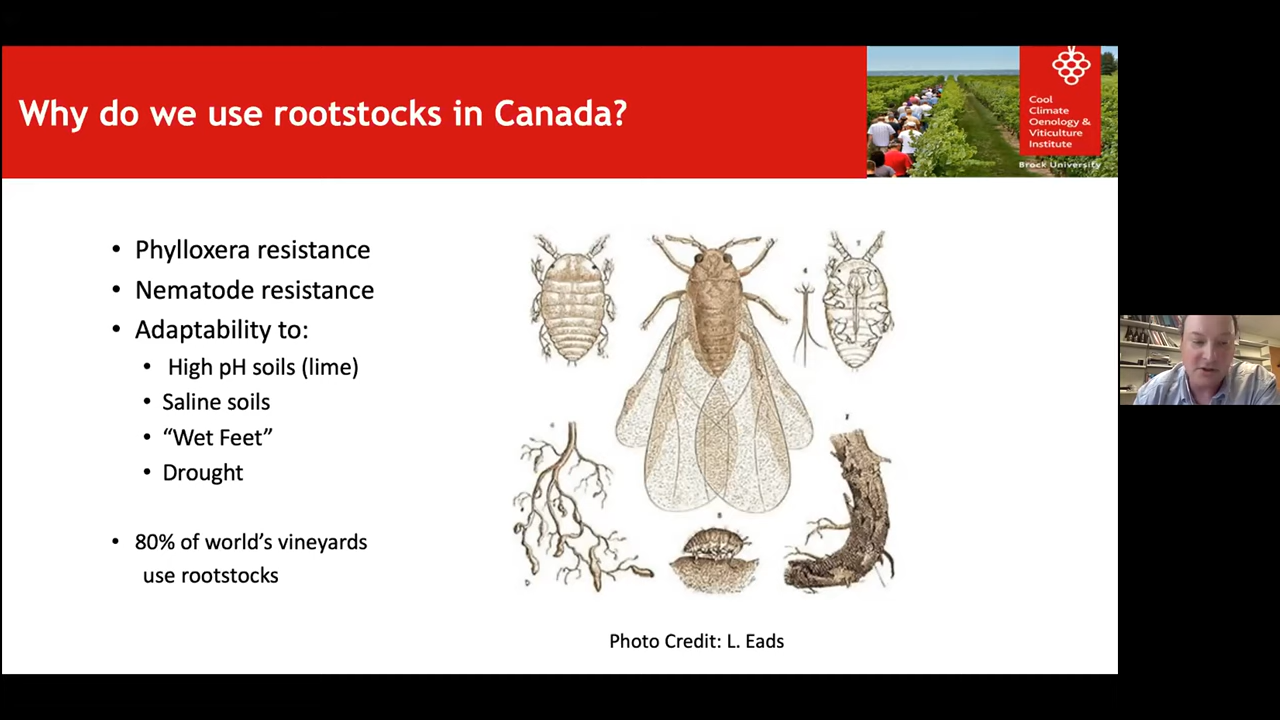 Why do we use rootstocks in Canada?
Cool
Climate
Oenology &
Viticulture
Institute
Brock University
• Phylloxera resistance
• Nematode resistance
• Adaptability to:
• High pH soils (lime)
• Saline soils
• “Wet Feet”
• Drought
• 80% of world’s vineyards
use rootstocks
Photo Credit: L. Eads